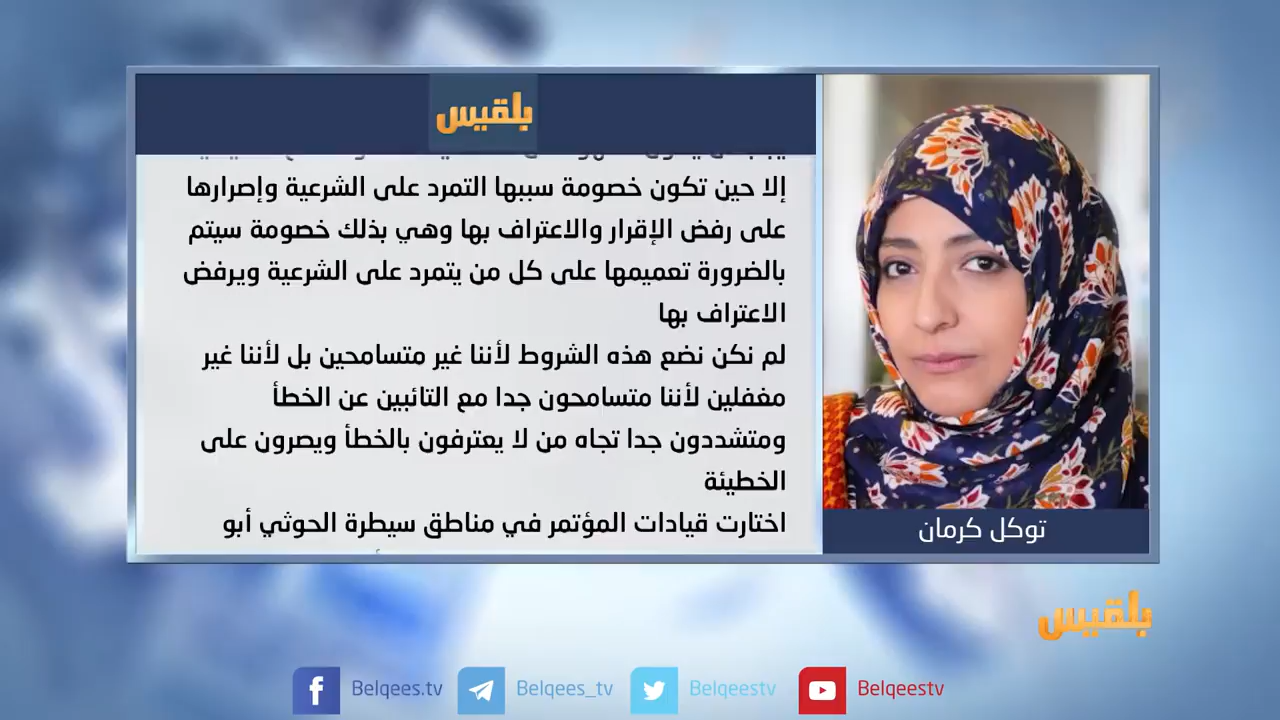 بلقيس
إلا حين تكون خصومة سببها التمرد على الشرعية وإصرارها
على رفض الإقرار والاعتراف بها وهي بذلك خصومة سيتم
بالضرورة تعميمها على كل من يتمرد على الشرعية ويرفض
الاعتراف بها
لم نكن نضع هذه الشروط لأننا غير متسامحين بل لأننا غير
مغفلين لأننا متسامحون جدا مع التائبين عن الخطأ
ومتشددون جدا تجاه من لا يعترفون بالخطأ ويصرون على
الخطيئة
اختارت قيادات المؤتمر في مناطق سيطرة الحوثي أبو
توكل كرمان
بلقيس
Belqees.tv
Belqees_tv
Belqeestv
Belqeestv